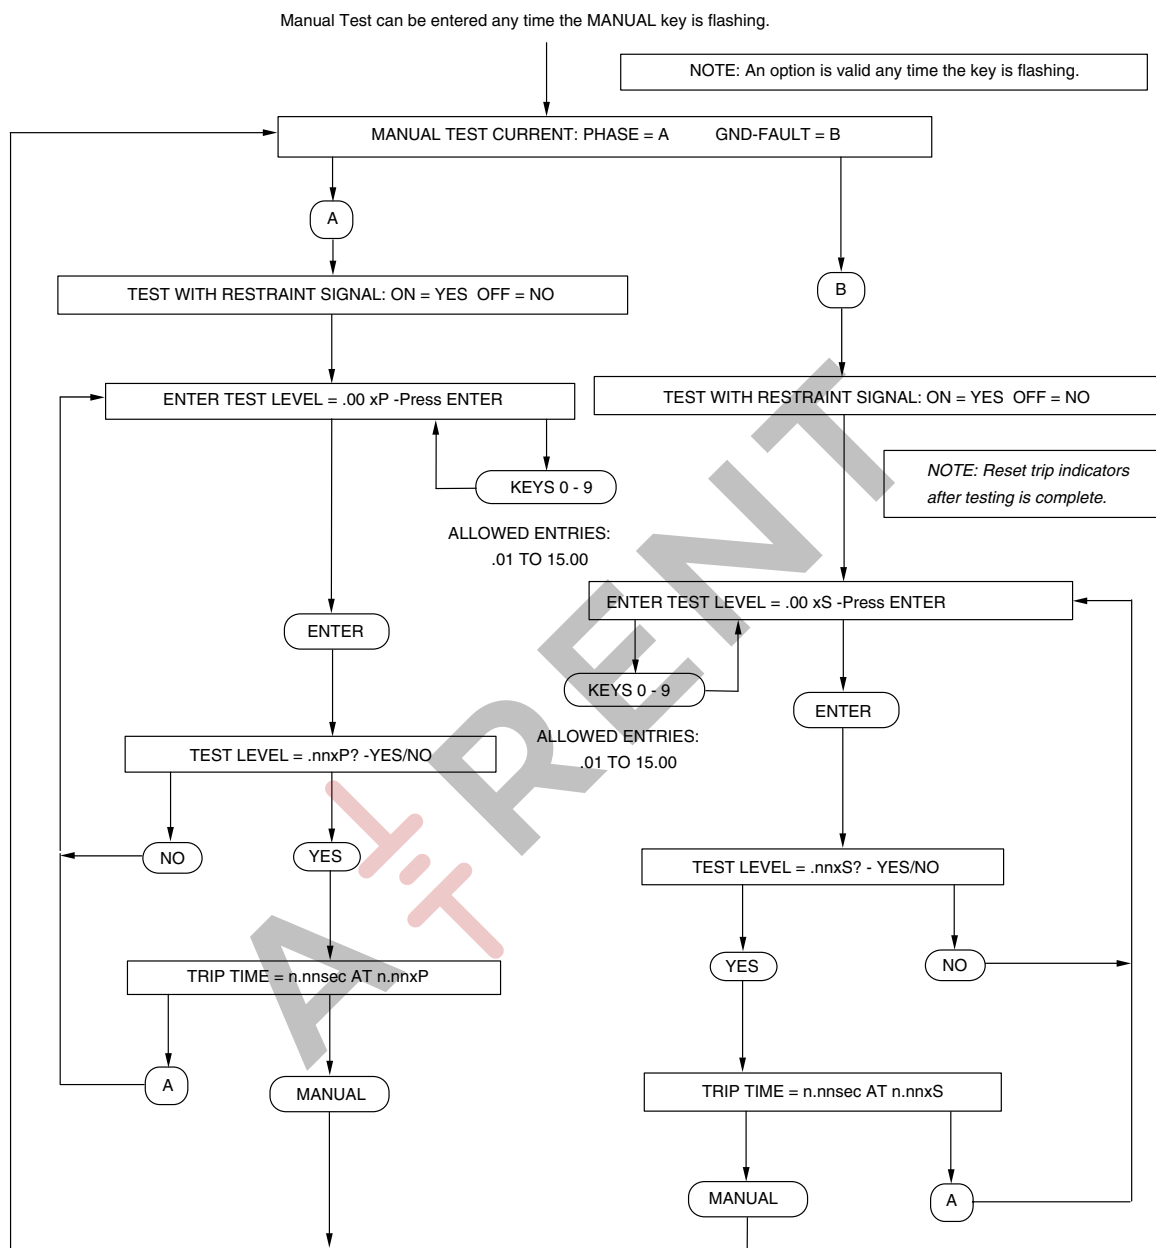 Manual Test can be entered any time the MANUAL key is flashing.
NOTE: An option is valid any time the key is flashing.
MANUAL TEST CURRENT: PHASE = A GND-FAULT = B
A
TEST WITH RESTRAINT SIGNAL: ON = YES OFF = NO
B
ENTER TEST LEVEL = .00 xP -Press ENTER
TEST WITH RESTRAINT SIGNAL: ON = YES OFF = NO
KEYS 0 - 9
NOTE: Reset trip indicators
after testing is complete.
ALLOWED ENTRIES:
.01 TO 15.00
ENTER TEST LEVEL = .00 xS -Press ENTER
ENTER
KEYS 0 - 9
ENTER
ALLOWED ENTRIES:
.01 TO 15.00
TEST LEVEL = .nnxP? -YES/NO
NO
YES
TEST LEVEL = .nnxS? - YES/NO
YES
NO
TRIP TIME = n.nnsec AT n.nnxP
A
MANUAL
TRIP TIME = n.nnsec AT n.nnxS
MANUAL
A
A RENT